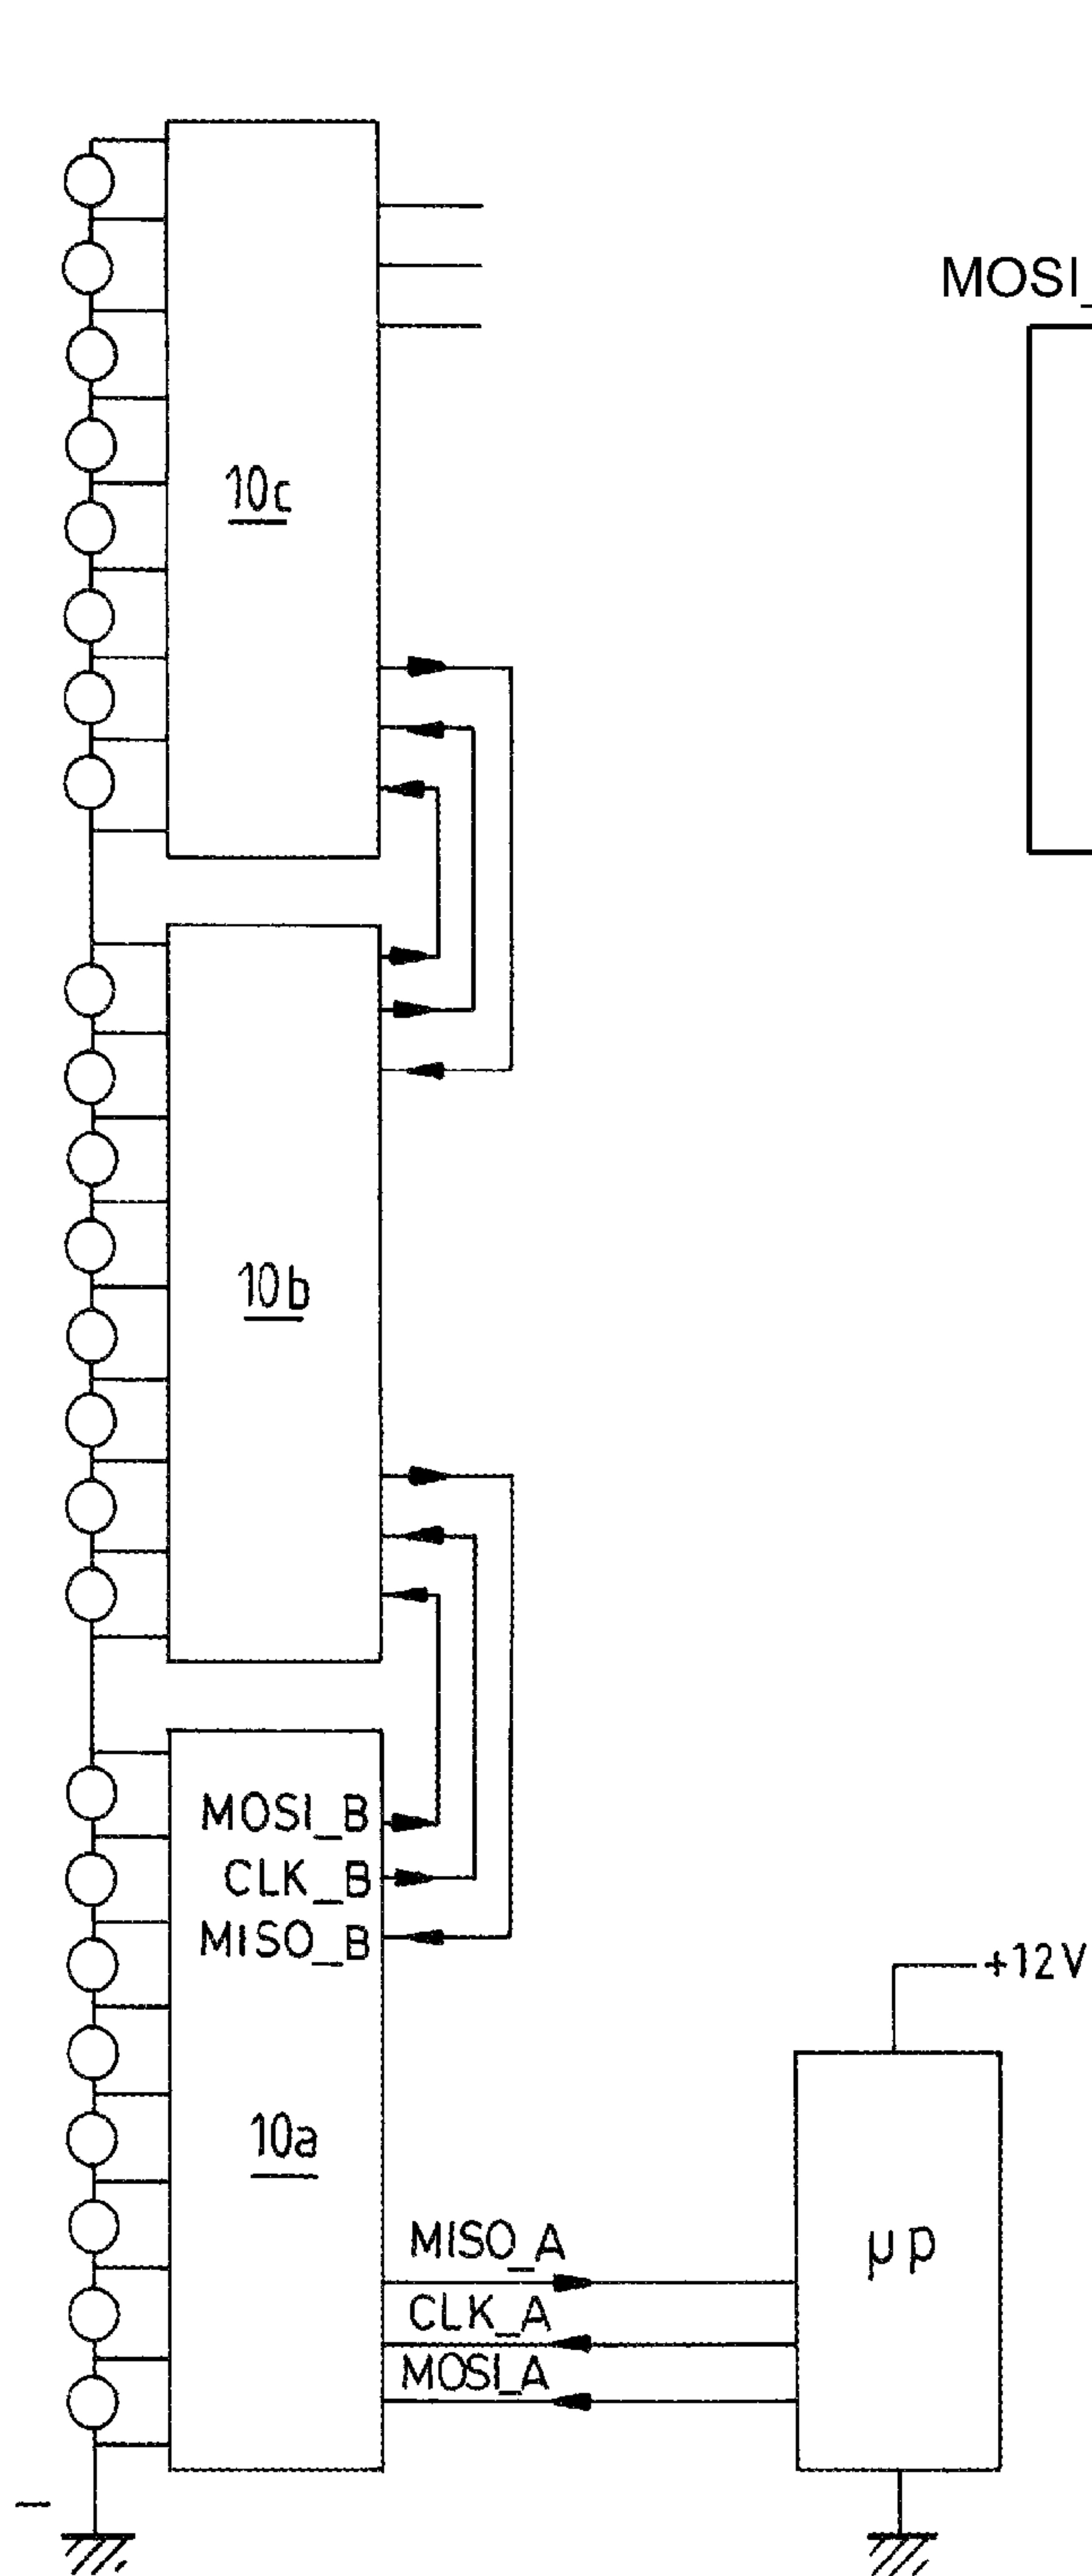 MOSI_
10c
10b
MOSI_B
CLK_B
MISO_B
+12V
10a
MISO_A
µp
CLK_A
MOSI_A
–